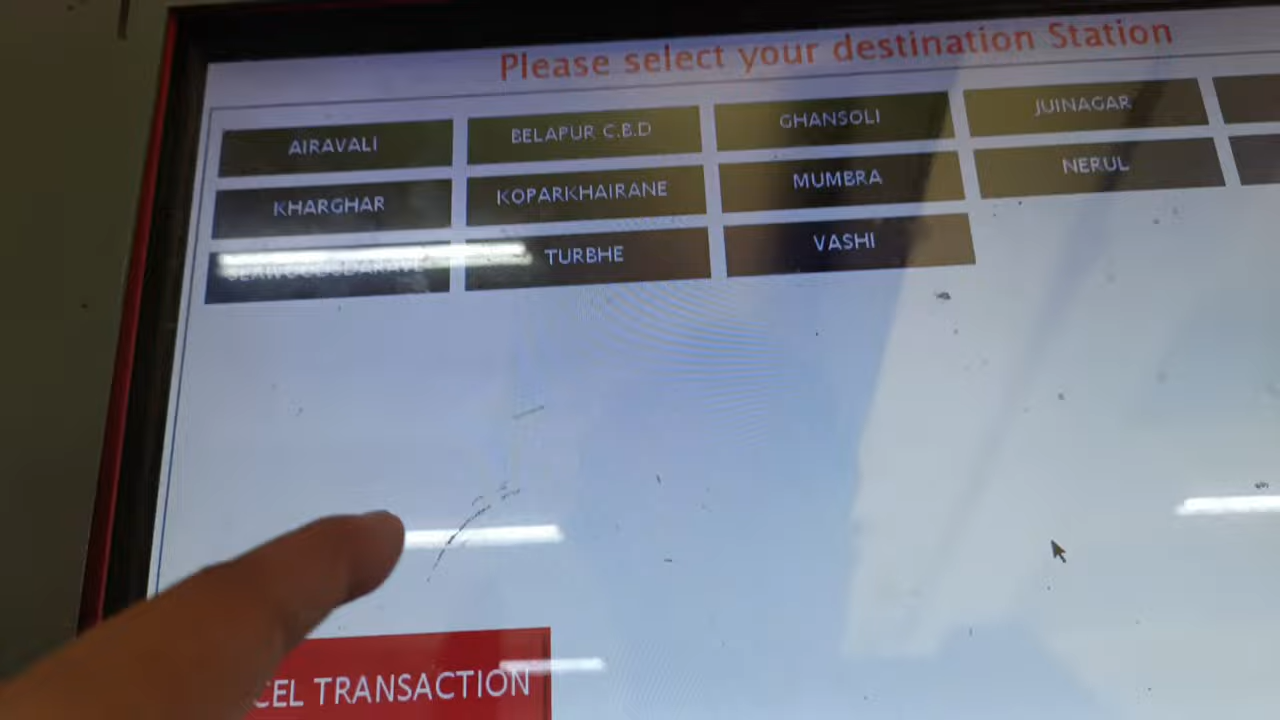 Please select your destination Station
AIRAVALI BELAPUR C.B.D GHANSOLI JUINAGAR
KHARGHAR KOPARKHAIRANE MUMBRA NERUL
TURBHE VASHI
CEL TRANSACTION